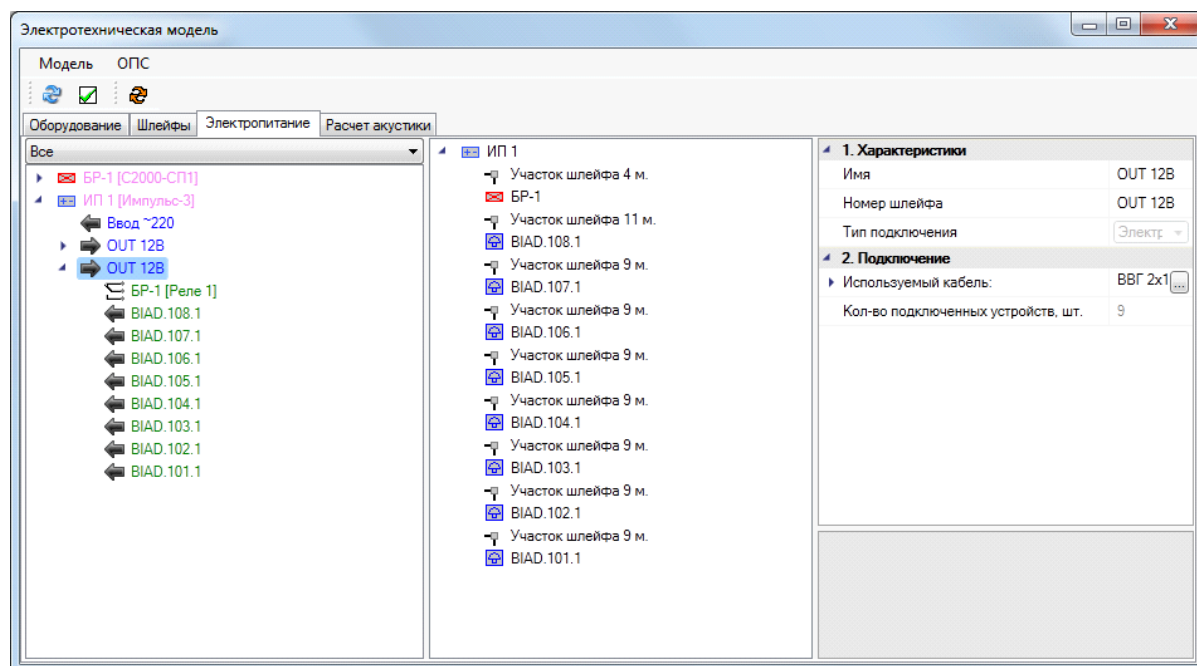 Электротехническая модель
Модель ОПС
Оборудование Шлейфы Электропитание Расчет акустики
Все
БР-1 [С2000-СП1]
ИП 1 [Импульс-3]
Ввод ~220
OUT 12В
OUT 12В
БР-1 [Реле 1]
BIAD.108.1
BIAD.107.1
BIAD.106.1
BIAD.105.1
BIAD.104.1
BIAD.103.1
BIAD.102.1
BIAD.101.1
ИП 1
Участок шлейфа 4 м.
БР-1
Участок шлейфа 11 м.
BIAD.108.1
Участок шлейфа 9 м.
BIAD.107.1
Участок шлейфа 9 м.
BIAD.106.1
Участок шлейфа 9 м.
BIAD.105.1
Участок шлейфа 9 м.
BIAD.104.1
Участок шлейфа 9 м.
BIAD.103.1
Участок шлейфа 9 м.
BIAD.102.1
Участок шлейфа 9 м.
BIAD.101.1
1. Характеристики
Имя OUT 12В
Номер шлейфа OUT 12В
Тип подключения Электр
2. Подключение
Используемый кабель: ВВГ 2x1 ...
Кол-во подключенных устройств, шт. 9